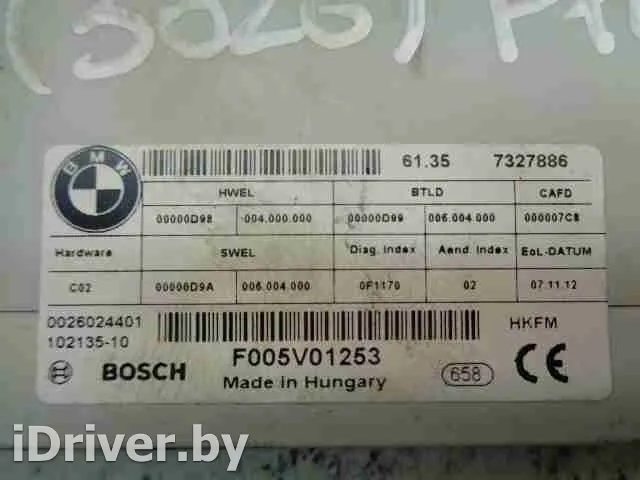 (3026) P
BMW
61.35 7327886
HWEL BTLD CAFD
00000D98 004.000.000 00000D99 006.004.000 000007C8
Hardware SWEL Diag. Index Aend. Index EoL-DATUM
C02 00000D9A 006.004.000 0F1170 02 07.11.12
0026024401
102135-10
HKFM
BOSCH F005V01253
Made in Hungary
658 CE
iDriver.by